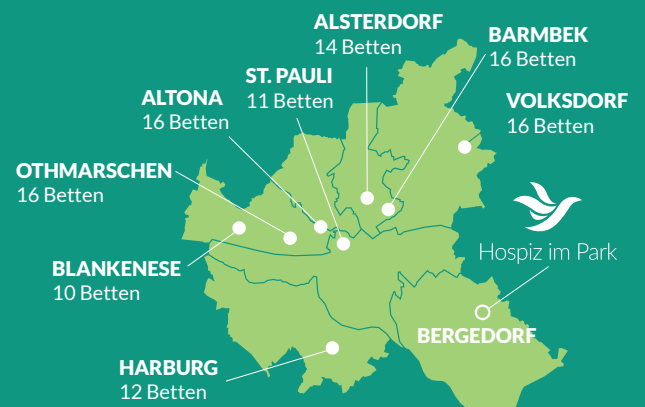 ALSTERDORF
14 Betten
BARMBEK
16 Betten
ST. PAULI
11 Betten
ALTONA
16 Betten
VOLKSDORF
16 Betten
OTHMARSCHEN
16 Betten
Hospiz im Park
BLANKENESE
10 Betten
BERGEDORF
HARBURG
12 Betten